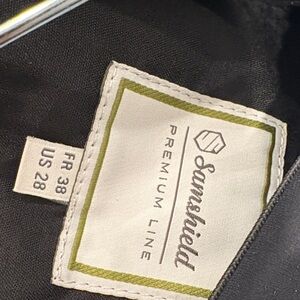 Samshield
PREMIUM LINE
FR 38
US 28